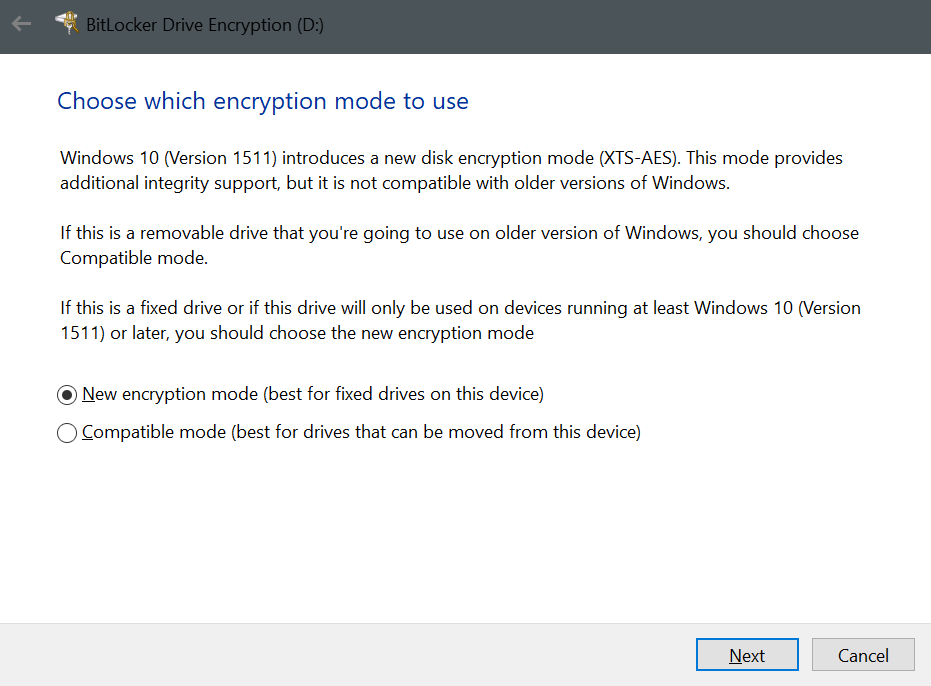 BitLocker Drive Encryption (D:)
Choose which encryption mode to use
Windows 10 (Version 1511) introduces a new disk encryption mode (XTS-AES). This mode provides
additional integrity support, but it is not compatible with older versions of Windows.
If this is a removable drive that you're going to use on older version of Windows, you should choose
Compatible mode.
If this is a fixed drive or if this drive will only be used on devices running at least Windows 10 (Version
1511) or later, you should choose the new encryption mode
New encryption mode (best for fixed drives on this device)
Compatible mode (best for drives that can be moved from this device)
Next Cancel